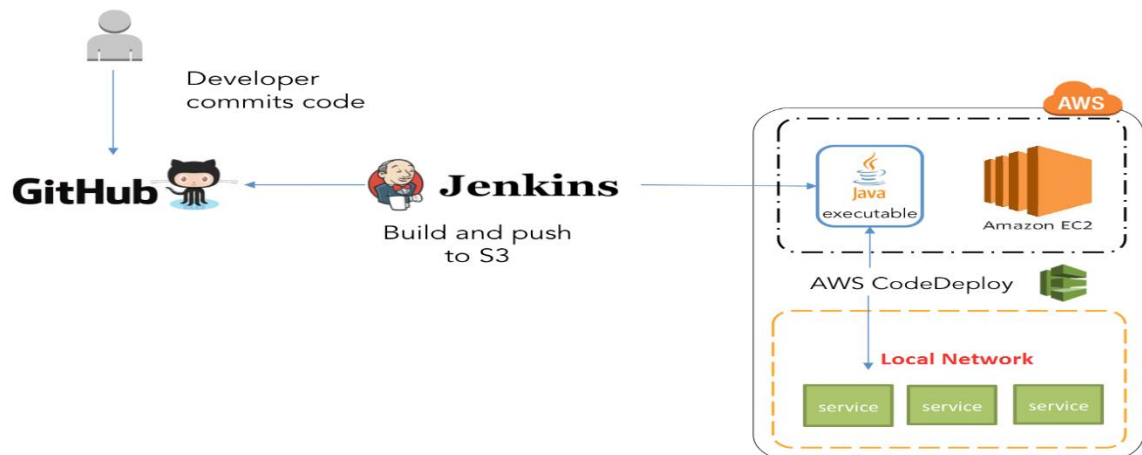 Developer
commits code
GitHub
Jenkins
Build and push
to S3
AWS
Java
executable
Amazon EC2
AWS CodeDeploy
Local Network
service
service
service